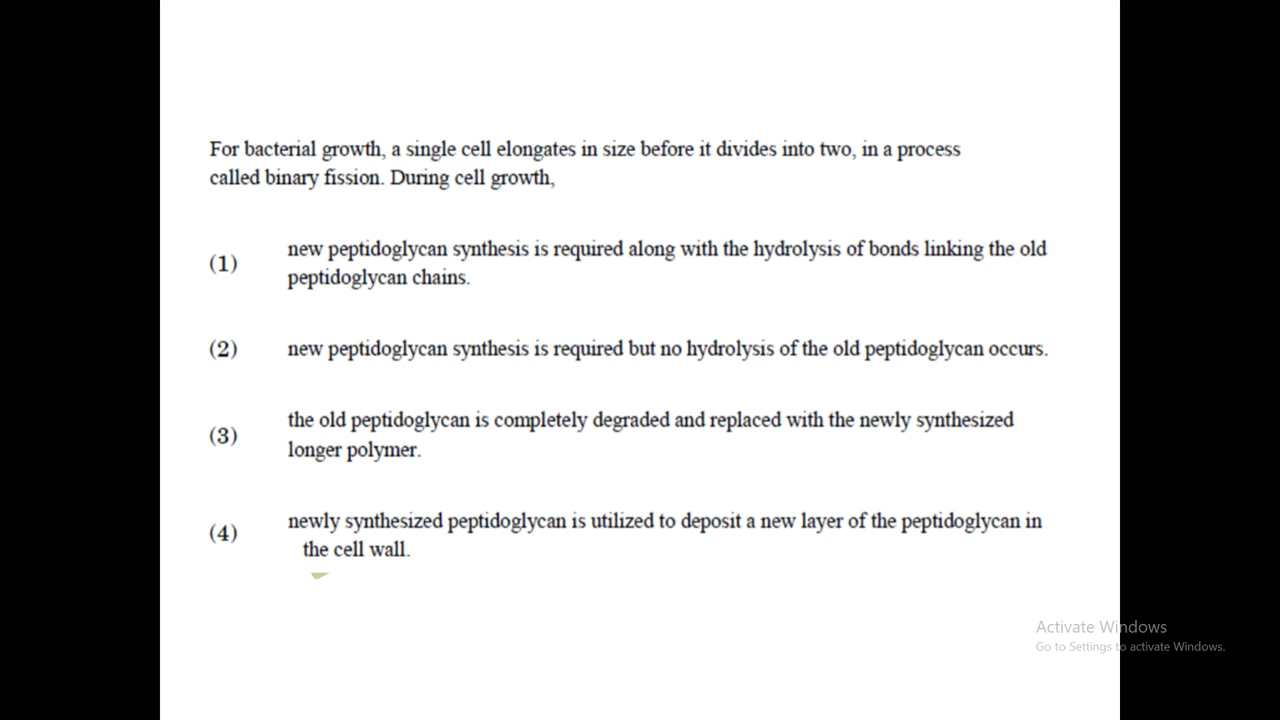 For bacterial growth, a single cell elongates in size before it divides into two, in a process
called binary fission. During cell growth,
(1) new peptidoglycan synthesis is required along with the hydrolysis of bonds linking the old
peptidoglycan chains.
(2) new peptidoglycan synthesis is required but no hydrolysis of the old peptidoglycan occurs.
(3) the old peptidoglycan is completely degraded and replaced with the newly synthesized
longer polymer.
(4) newly synthesized peptidoglycan is utilized to deposit a new layer of the peptidoglycan in
the cell wall.
Activate Windows
Go to Settings to activate Windows.